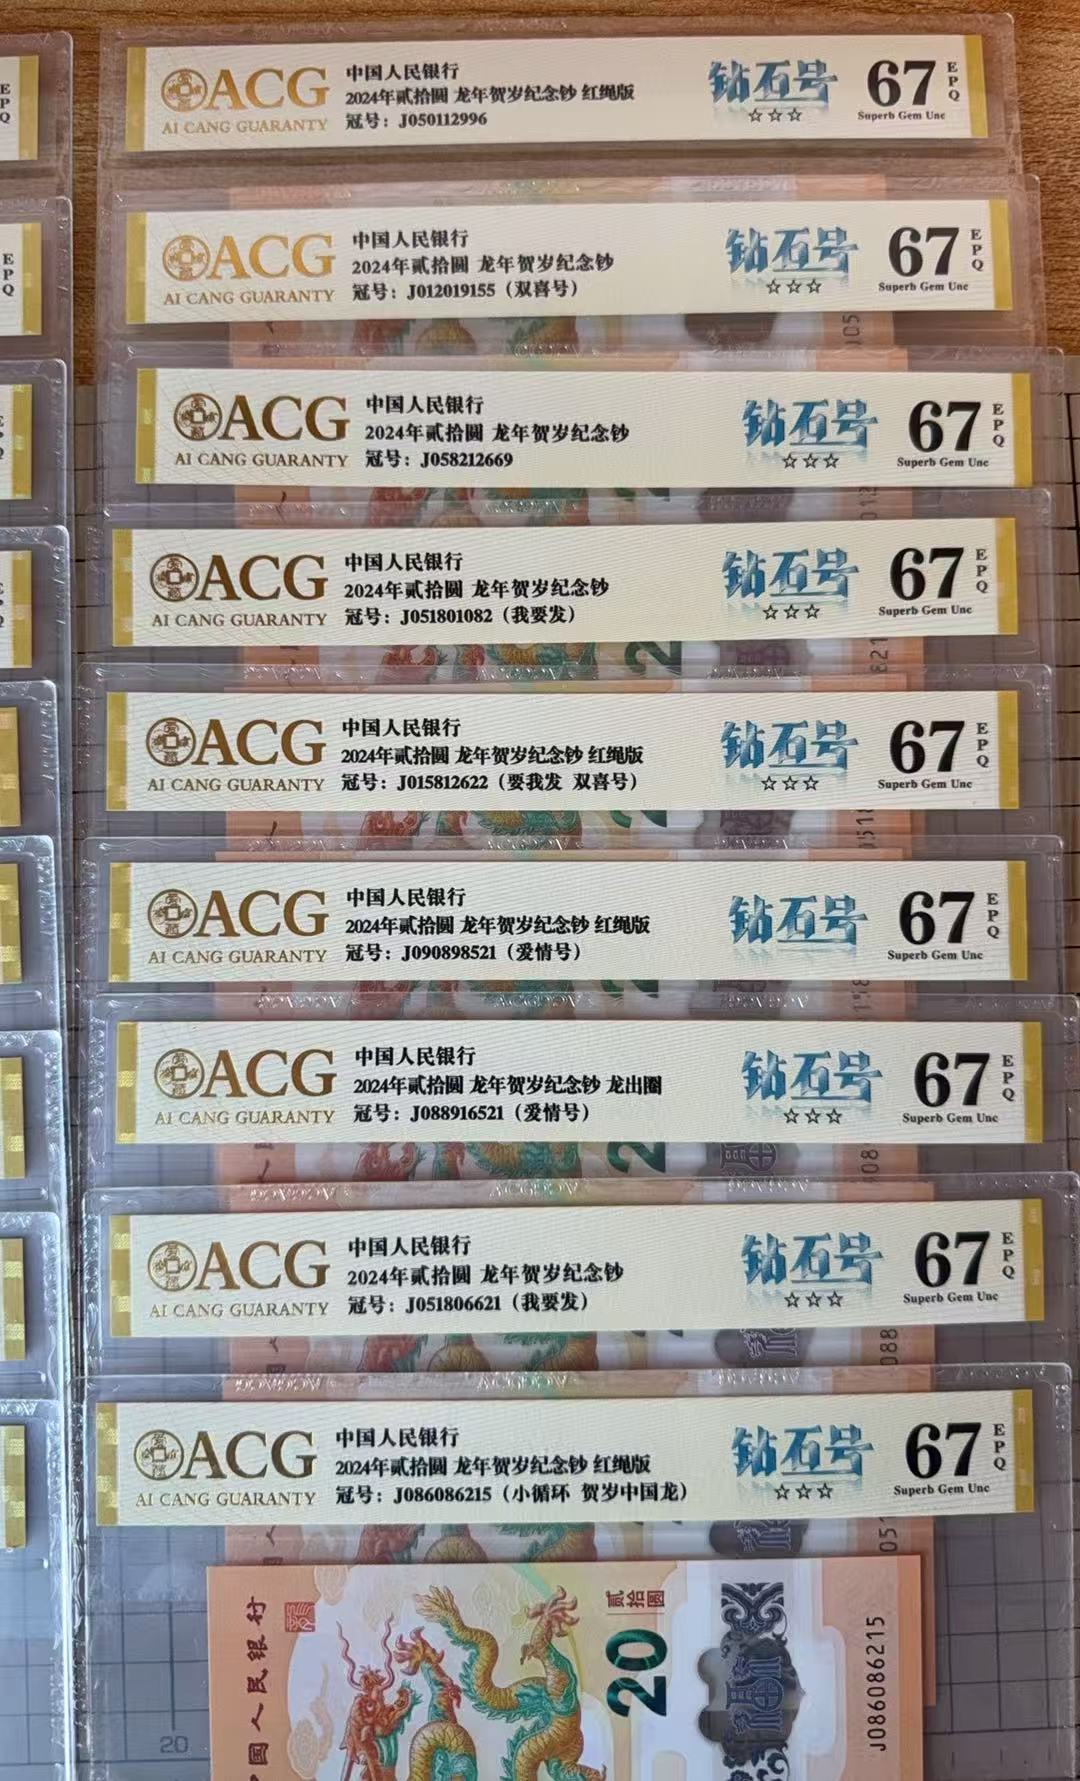 ACG
AI CANG GUARANTY
中国人民银行
2024年贰拾圆 龙年贺岁纪念钞 红绳版
冠号：J050112996
钻石号
☆☆☆
67
EPQ
Superb Gem Unc
ACG
AI CANG GUARANTY
中国人民银行
2024年贰拾圆 龙年贺岁纪念钞
冠号：J012019155（双喜号）
钻石号
☆☆☆
67
EPQ
Superb Gem Unc
ACG
AI CANG GUARANTY
中国人民银行
2024年贰拾圆 龙年贺岁纪念钞
冠号：J058212669
钻石号
☆☆☆
67
EPQ
Superb Gem Unc
ACG
AI CANG GUARANTY
中国人民银行
2024年贰拾圆 龙年贺岁纪念钞
冠号：J051801082（我要发）
钻石号
☆☆☆
67
EPQ
Superb Gem Unc
ACG
AI CANG GUARANTY
中国人民银行
2024年贰拾圆 龙年贺岁纪念钞 红绳版
冠号：J015812622（要我发 双喜号）
钻石号
☆☆☆
67
EPQ
Superb Gem Unc
ACG
AI CANG GUARANTY
中国人民银行
2024年贰拾圆 龙年贺岁纪念钞 红绳版
冠号：J090898521（爱情号）
钻石号
67
EPQ
Superb Gem Unc
ACG
AI CANG GUARANTY
中国人民银行
2024年贰拾圆 龙年贺岁纪念钞 龙出圈
冠号：J088916521（爱情号）
钻石号
☆☆☆
67
EPQ
Superb Gem Unc
ACG
AI CANG GUARANTY
中国人民银行
2024年贰拾圆 龙年贺岁纪念钞
冠号：J051806621（我要发）
钻石号
☆☆☆
67
EPQ
Superb Gem Unc
ACG
AI CANG GUARANTY
中国人民银行
2024年贰拾圆 龙年贺岁纪念钞 红绳版
冠号：J086086215（小循环 贺岁中国龙）
钻石号
☆☆☆
67
EPQ
Superb Gem Unc
国人民银行
贰拾圆
20
J086086215
20